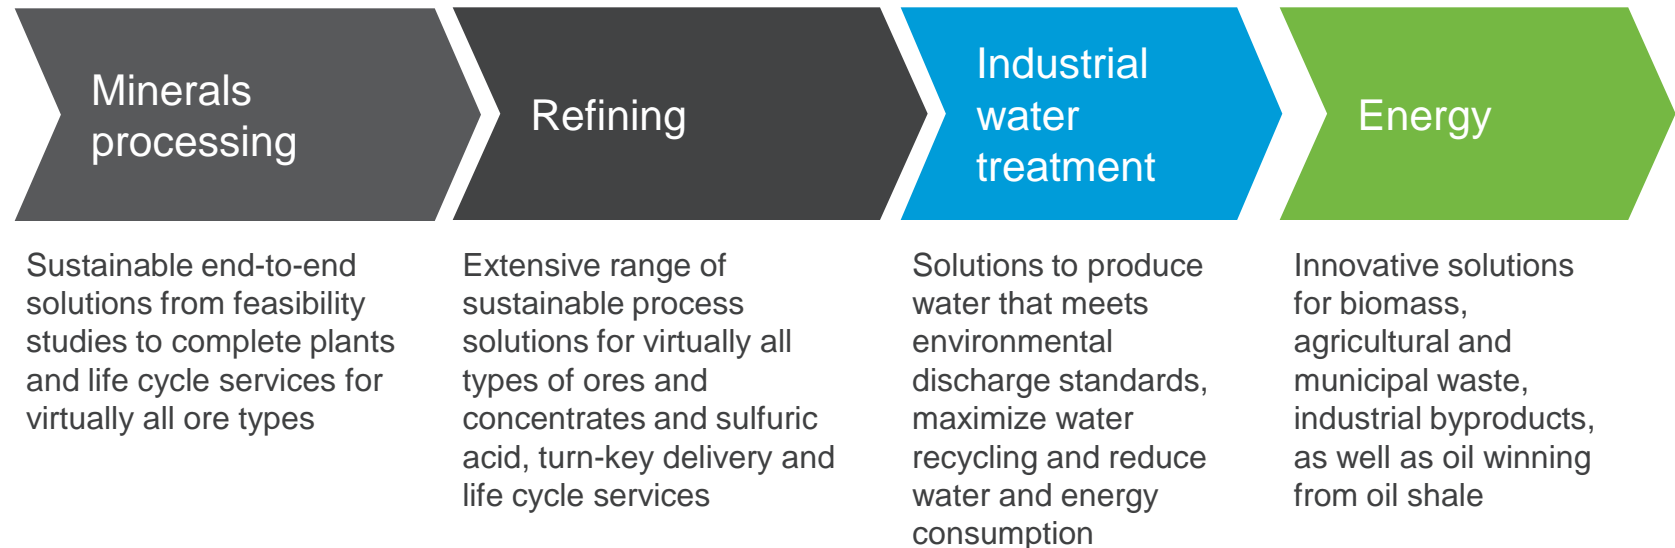 Minerals
processing
Refining
Industrial
water
treatment
Energy
Sustainable end-to-end
solutions from feasibility
studies to complete plants
and life cycle services for
virtually all ore types
Extensive range of
sustainable process
solutions for virtually all
types of ores and
concentrates and sulfuric
acid, turn-key delivery and
life cycle services
Solutions to produce
water that meets
environmental
discharge standards,
maximize water
recycling and reduce
water and energy
consumption
Innovative solutions
for biomass,
agricultural and
municipal waste,
industrial byproducts,
as well as oil winning
from oil shale